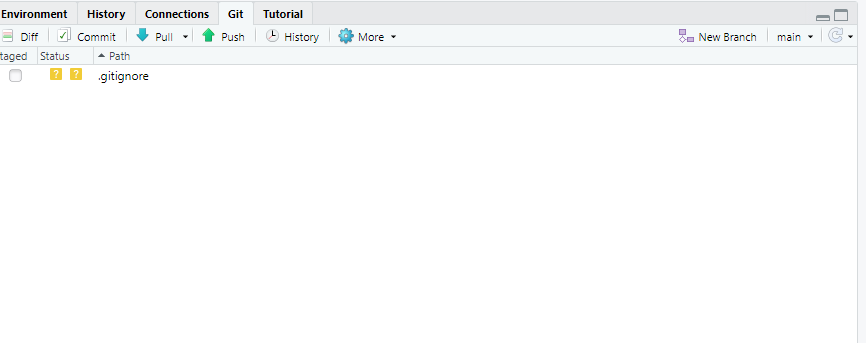 Environment History Connections Git Tutorial
Diff Commit Pull Push History More New Branch main
taged Status Path
? ? .gitignore